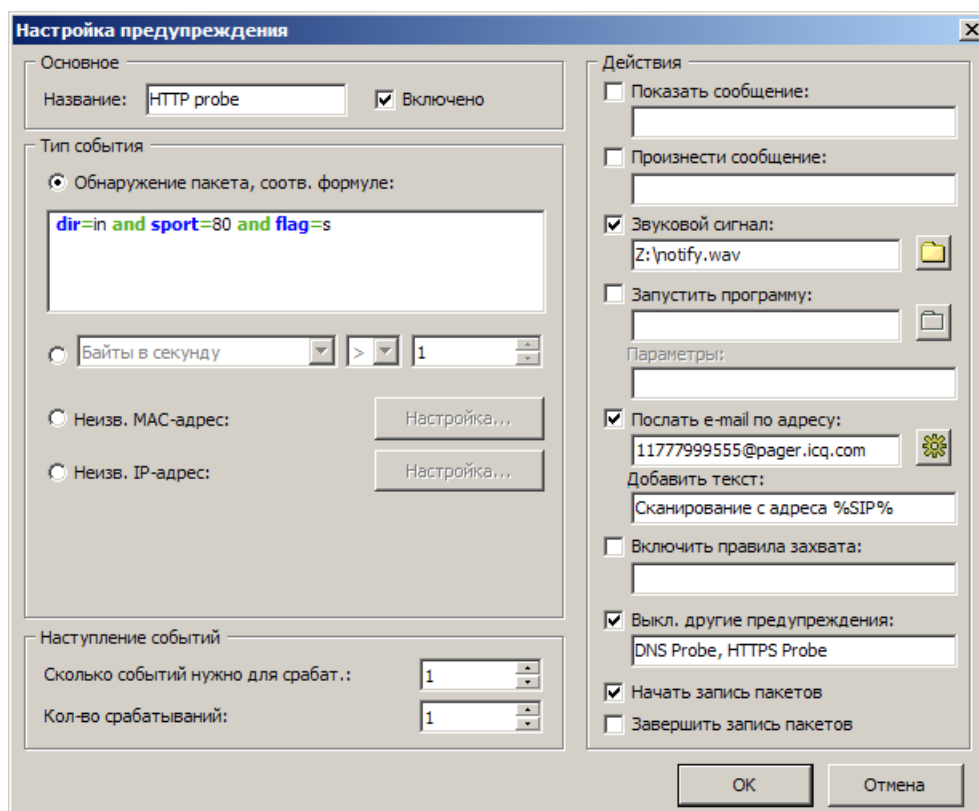 Настройка предупреждения
Основное
Название: HTTP probe Включено
Тип события
Обнаружение пакета, соотв. формуле:
dir=in and sport=80 and flag=s
Байты в секунду > 1
Неизв. MAC-адрес: Настройка...
Неизв. IP-адрес: Настройка...
Наступление событий
Сколько событий нужно для срабат.: 1
Кол-во срабатываний: 1
Действия
Показать сообщение:
Произнести сообщение:
Звуковой сигнал:
Z:\notify.wav
Запустить программу:
Параметры:
Послать e-mail по адресу:
11777999555@pager.icq.com
Добавить текст:
Сканирование с адреса %SIP%
Включить правила захвата:
Выкл. другие предупреждения:
DNS Probe, HTTPS Probe
Начать запись пакетов
Завершить запись пакетов
OK Отмена